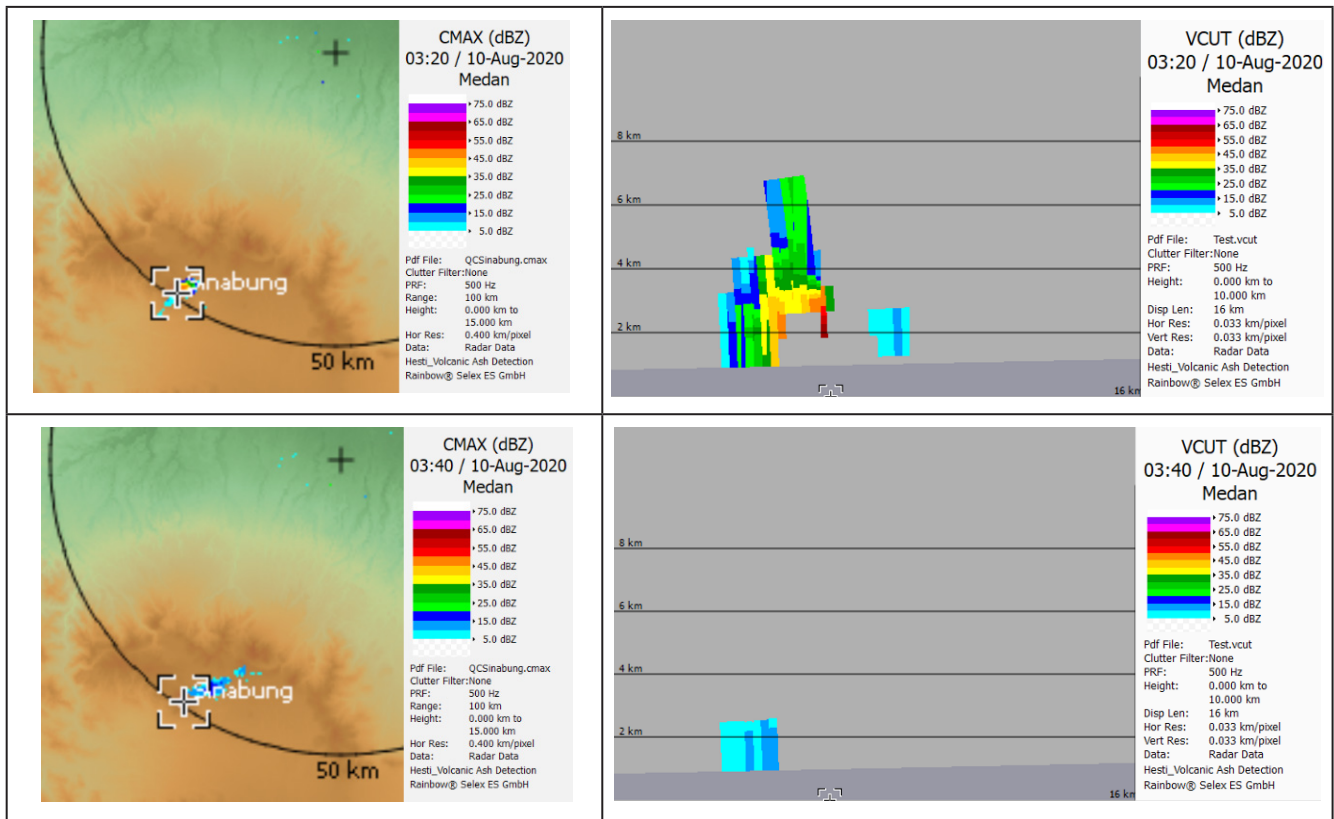 Sinabung
50 km
CMAX (dBZ)
03:20 / 10-Aug-2020
Medan
75.0 dBZ
65.0 dBZ
55.0 dBZ
45.0 dBZ
35.0 dBZ
25.0 dBZ
15.0 dBZ
5.0 dBZ
Pdf File: QCSinabung.cmax
Clutter Filter:None
PRF: 500 Hz
Range: 100 km
Height: 0.000 km to
15.000 km
Hor Res: 0.400 km/pixel
Data: Radar Data
Hesti_Volcanic Ash Detection
Rainbow® Selex ES GmbH
8 km
6 km
4 km
2 km
16 km
VCUT (dBZ)
03:20 / 10-Aug-2020
Medan
75.0 dBZ
65.0 dBZ
55.0 dBZ
45.0 dBZ
35.0 dBZ
25.0 dBZ
15.0 dBZ
5.0 dBZ
Pdf File: Test.vcut
Clutter Filter:None
PRF: 500 Hz
Height: 0.000 km to
10.000 km
Disp Len: 16 km
Hor Res: 0.033 km/pixel
Vert Res: 0.033 km/pixel
Data: Radar Data
Hesti_Volcanic Ash Detection
Rainbow® Selex ES GmbH
Sinabung
50 km
CMAX (dBZ)
03:40 / 10-Aug-2020
Medan
75.0 dBZ
65.0 dBZ
55.0 dBZ
45.0 dBZ
35.0 dBZ
25.0 dBZ
15.0 dBZ
5.0 dBZ
Pdf File: QCSinabung.cmax
Clutter Filter:None
PRF: 500 Hz
Range: 100 km
Height: 0.000 km to
15.000 km
Hor Res: 0.400 km/pixel
Data: Radar Data
Hesti_Volcanic Ash Detection
Rainbow® Selex ES GmbH
8 km
6 km
4 km
2 km
16 km
VCUT (dBZ)
03:40 / 10-Aug-2020
Medan
75.0 dBZ
65.0 dBZ
55.0 dBZ
45.0 dBZ
35.0 dBZ
25.0 dBZ
15.0 dBZ
5.0 dBZ
Pdf File: Test.vcut
Clutter Filter:None
PRF: 500 Hz
Height: 0.000 km to
10.000 km
Disp Len: 16 km
Hor Res: 0.033 km/pixel
Vert Res: 0.033 km/pixel
Data: Radar Data
Hesti_Volcanic Ash Detection
Rainbow® Selex ES GmbH